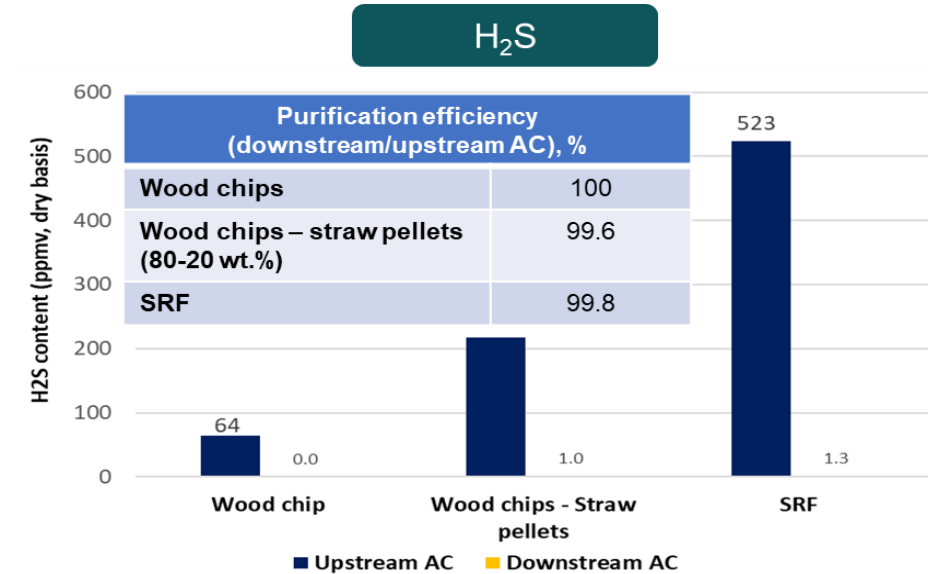 H₂S
600
500
400
300
200
100
0
H2S content (ppmv, dry basis)
Purification efficiency
(downstream/upstream AC), %
Wood chips 100
Wood chips – straw pellets 99.6
(80-20 wt.%)
SRF 99.8
64
0.0
1.0
523
1.3
Wood chip
Wood chips - Straw
pellets
SRF
Upstream AC Downstream AC